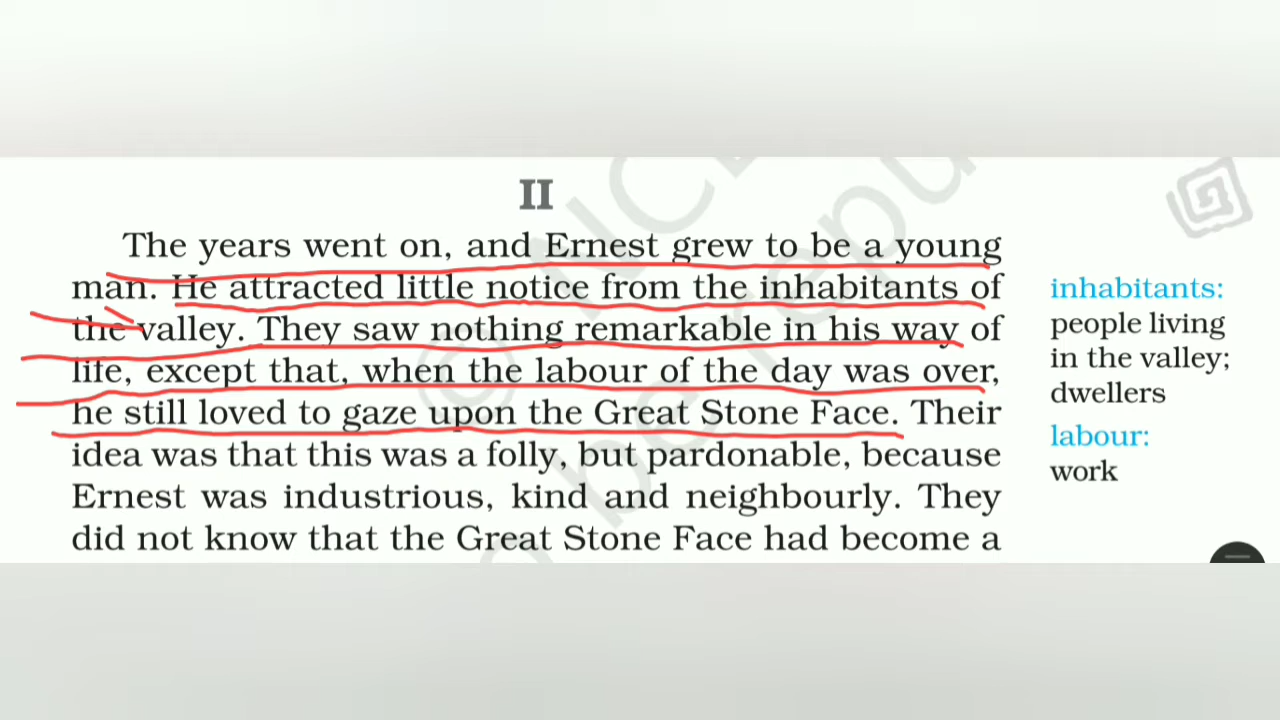 II
The years went on, and Ernest grew to be a young
man. He attracted little notice from the inhabitants of
the valley. They saw nothing remarkable in his way of
life, except that, when the labour of the day was over,
he still loved to gaze upon the Great Stone Face. Their
idea was that this was a folly, but pardonable, because
Ernest was industrious, kind and neighbourly. They
did not know that the Great Stone Face had become a
inhabitants:
people living
in the valley;
dwellers
labour:
work